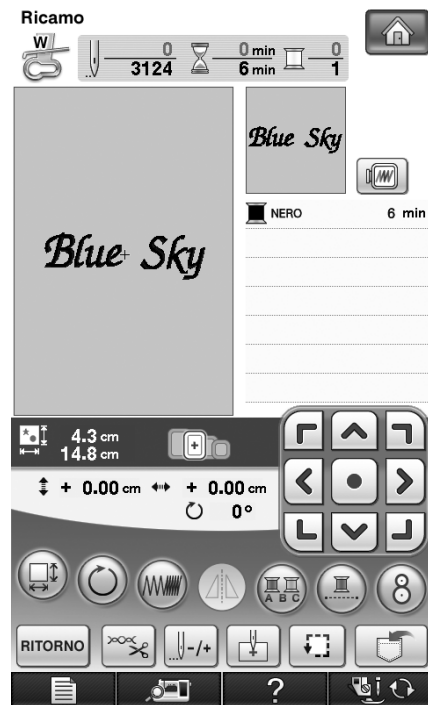 Ricamo
W
0 0 min 0
3124 6 min 1
Blue Sky
NERO 6 min
Blue Sky
4.3 cm
14.8 cm
+ 0.00 cm + 0.00 cm
0°
A B C
8
RITORNO
-/+
?